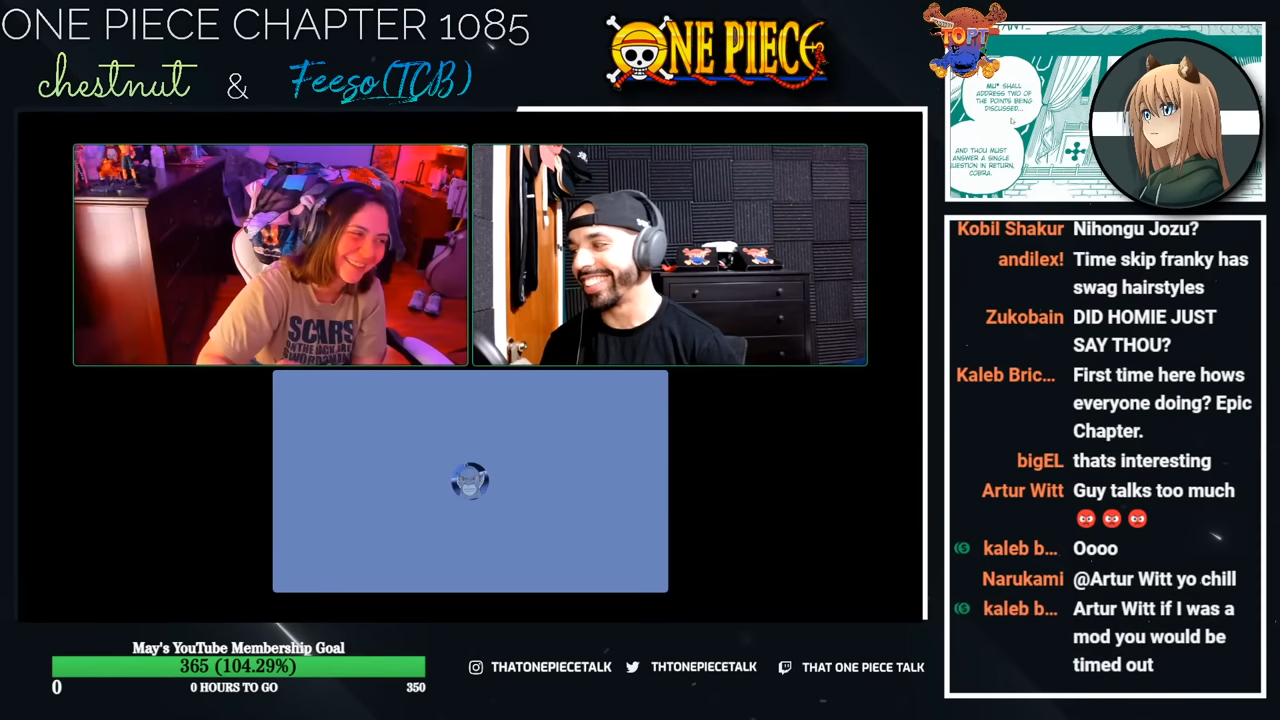 ONE PIECE CHAPTER 1085
chestnut & Feeso(TCB)
ONE PIECE
TOPT
MU* SHALL
ADDRESS TWO OF
THE POINTS BEING
DISCUSSED...
AND THOU MUST
ANSWER A SINGLE
QUESTION IN RETURN,
COBRA.
SCARS
Kobil Shakur Nihongu Jozu?
andilex! Time skip franky has
swag hairstyles
Zukobain DID HOMIE JUST
SAY THOU?
Kaleb Bric... First time here hows
everyone doing? Epic
Chapter.
bigEL thats interesting
Artur Witt Guy talks too much
kaleb b... Oooo
Narukami @Artur Witt yo chill
kaleb b... Artur Witt if I was a
mod you would be
timed out
May's YouTube Membership Goal
365 (104.29%)
0 0 HOURS TO GO 350
THATONEPIECETALK THTONEPIECETALK THAT ONE PIECE TALK